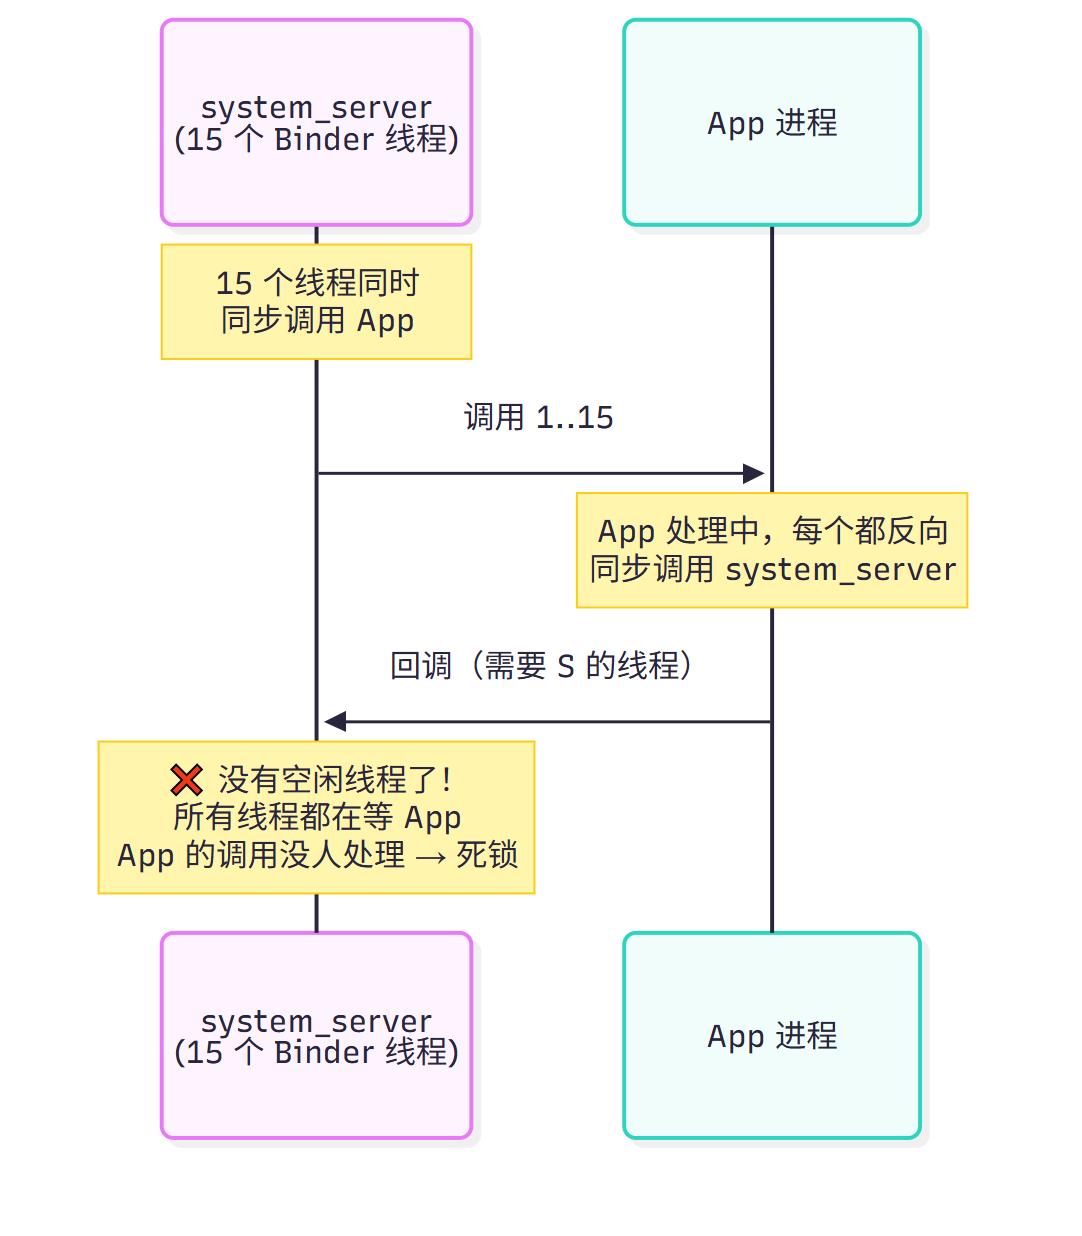 system_server
(15 个 Binder 线程)
App 进程
15 个线程同时
同步调用 App
调用 1..15
App 处理中，每个都反向
同步调用 system_server
回调（需要 S 的线程）
❌ 没有空闲线程了！
所有线程都在等 App
App 的调用没人处理 → 死锁
system_server
(15 个 Binder 线程)
App 进程